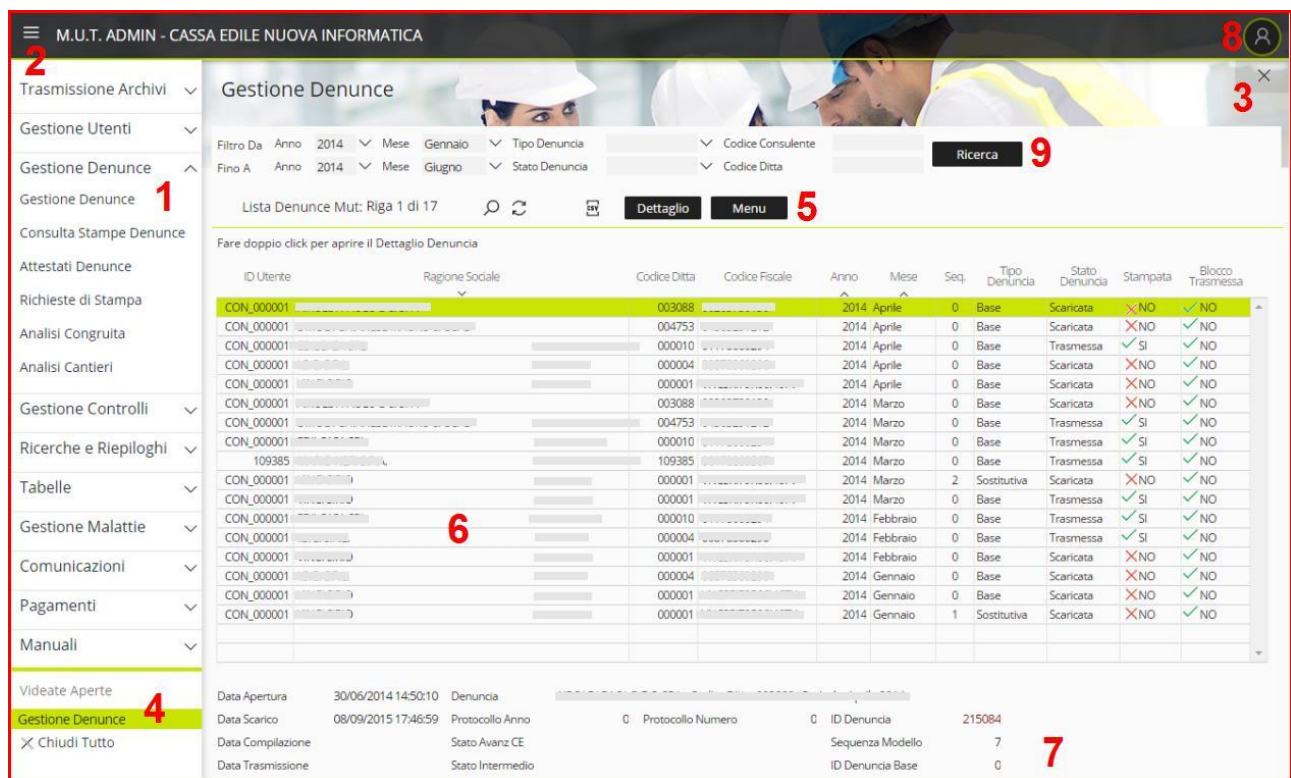 M.U.T. ADMIN - CASSA EDILE NUOVA INFORMATICA
8
2
Trasmissione Archivi
Gestione Utenti
Gestione Denunce
Gestione Denunce
1
Consulta Stampe Denunce
Attestati Denunce
Richieste di Stampa
Analisi Congruita
Analisi Cantieri
Gestione Controlli
Ricerche e Riepiloghi
Tabelle
Gestione Malattie
Comunicazioni
Pagamenti
Manuali
Videate Aperte
Gestione Denunce
4
Chiudi Tutto
Gestione Denunce
3
Filtro Da Anno 2014 Mese Gennaio Tipo Denuncia Codice Consulente
Fino A Anno 2014 Mese Giugno Stato Denuncia Codice Ditta
Ricerca 9
Lista Denunce Mut: Riga 1 di 17 CSV Dettaglio Menu 5
Fare doppio click per aprire il Dettaglio Denuncia
ID Utente Ragione Sociale Codice Ditta Codice Fiscale Anno Mese Seq. Tipo Denuncia Stato Denuncia Stampata Blocco Trasmessa
CON_000001 003088 2014 Aprile 0 Base Scaricata NO NO
CON_000001 004753 2014 Aprile 0 Base Scaricata NO NO
CON_000001 000010 2014 Aprile 0 Base Trasmessa SI NO
CON_000001 000004 2014 Aprile 0 Base Scaricata NO NO
CON_000001 000001 2014 Aprile 0 Base Scaricata NO NO
CON_000001 003088 2014 Marzo 0 Base Scaricata NO NO
CON_000001 004753 2014 Marzo 0 Base Trasmessa SI NO
CON_000001 000010 2014 Marzo 0 Base Trasmessa SI NO
109385 109385 2014 Marzo 0 Base Trasmessa SI NO
CON_000001 000001 2014 Marzo 2 Sostitutiva Scaricata NO NO
CON_000001 000001 2014 Marzo 0 Base Trasmessa SI NO
CON_000001 000010 2014 Febbraio 0 Base Trasmessa SI NO
6
CON_000001 000004 2014 Febbraio 0 Base Trasmessa SI NO
CON_000001 000001 2014 Febbraio 0 Base Scaricata NO NO
CON_000001 000004 2014 Gennaio 0 Base Scaricata NO NO
CON_000001 000001 2014 Gennaio 0 Base Scaricata NO NO
CON_000001 000001 2014 Gennaio 1 Sostitutiva Scaricata NO NO
Data Apertura 30/06/2014 14:50:10 Denuncia
Data Scarico 08/09/2015 17:46:59 Protocollo Anno 0 Protocollo Numero 0 ID Denuncia 215084
Data Compilazione Stato Avanz CE Sequenza Modello 7
7
Data Trasmissione Stato Intermedio ID Denuncia Base 0